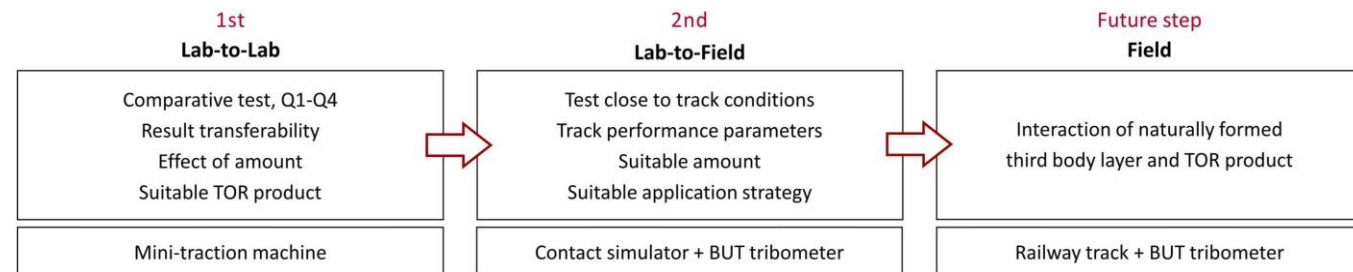 1st
Lab-to-Lab
Comparative test, Q1-Q4
Result transferability
Effect of amount
Suitable TOR product
Mini-traction machine
2nd
Lab-to-Field
Test close to track conditions
Track performance parameters
Suitable amount
Suitable application strategy
Contact simulator + BUT tribometer
Future step
Field
Interaction of naturally formed
third body layer and TOR product
Railway track + BUT tribometer